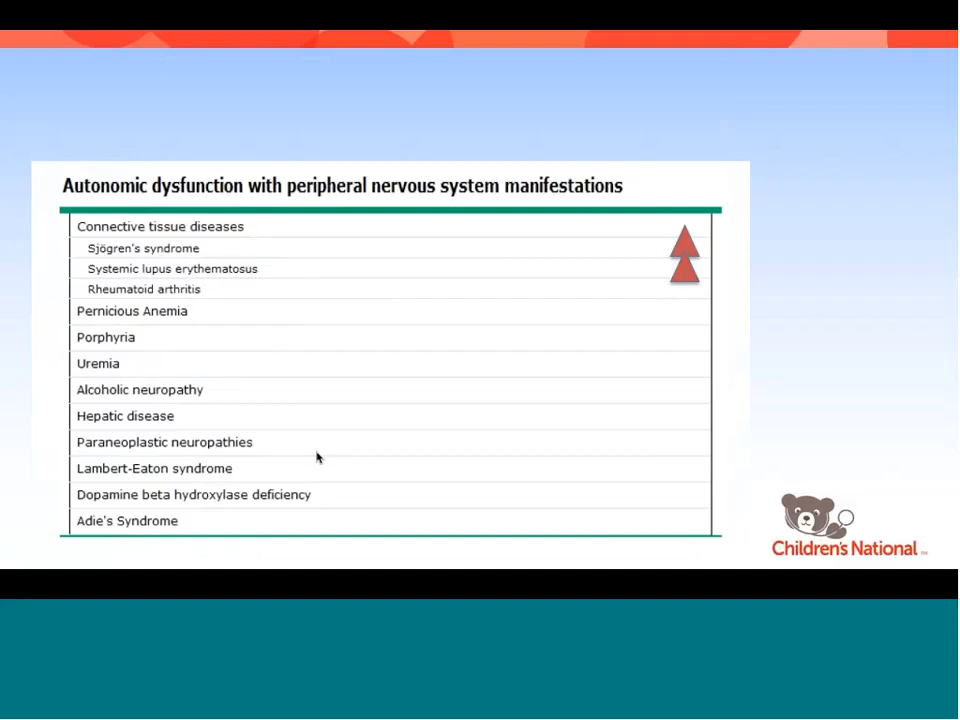 Autonomic dysfunction with peripheral nervous system manifestations
Connective tissue diseases
Sjögren's syndrome
Systemic lupus erythematosus
Rheumatoid arthritis
Pernicious Anemia
Porphyria
Uremia
Alcoholic neuropathy
Hepatic disease
Paraneoplastic neuropathies
Lambert-Eaton syndrome
Dopamine beta hydroxylase deficiency
Adie's Syndrome
Children's National ™